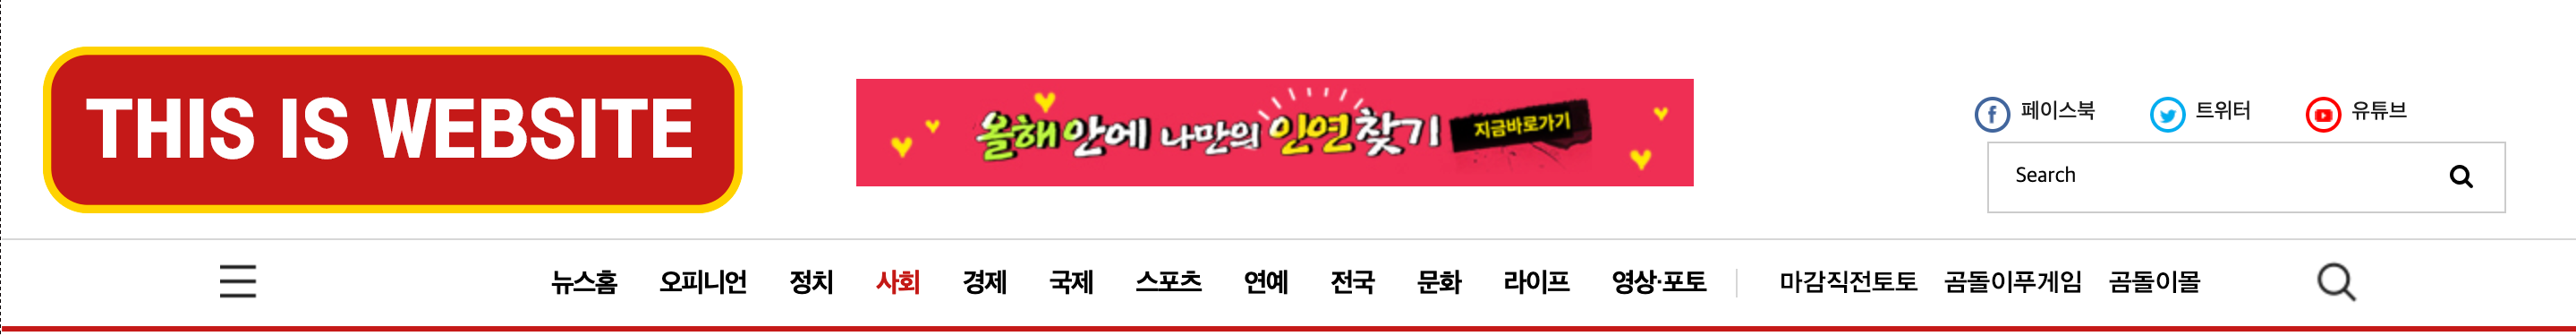 THIS IS WEBSITE
올해 안에 나만의 인연찾기 지금바로가기
페이스북 트위터 유튜브
Search
뉴스홈 오피니언 정치 사회 경제 국제 스포츠 연예 전국 문화 라이프 영상·포토 마감직전토토 곰돌이푸게임 곰돌이몰